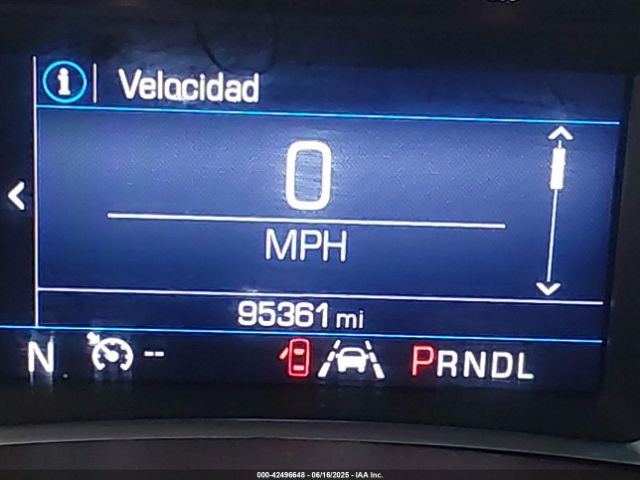 i Velocidad
0
MPH
95361 mi
N -- PRNDL
000-42496648 - 06/16/2025 - IAA Inc.